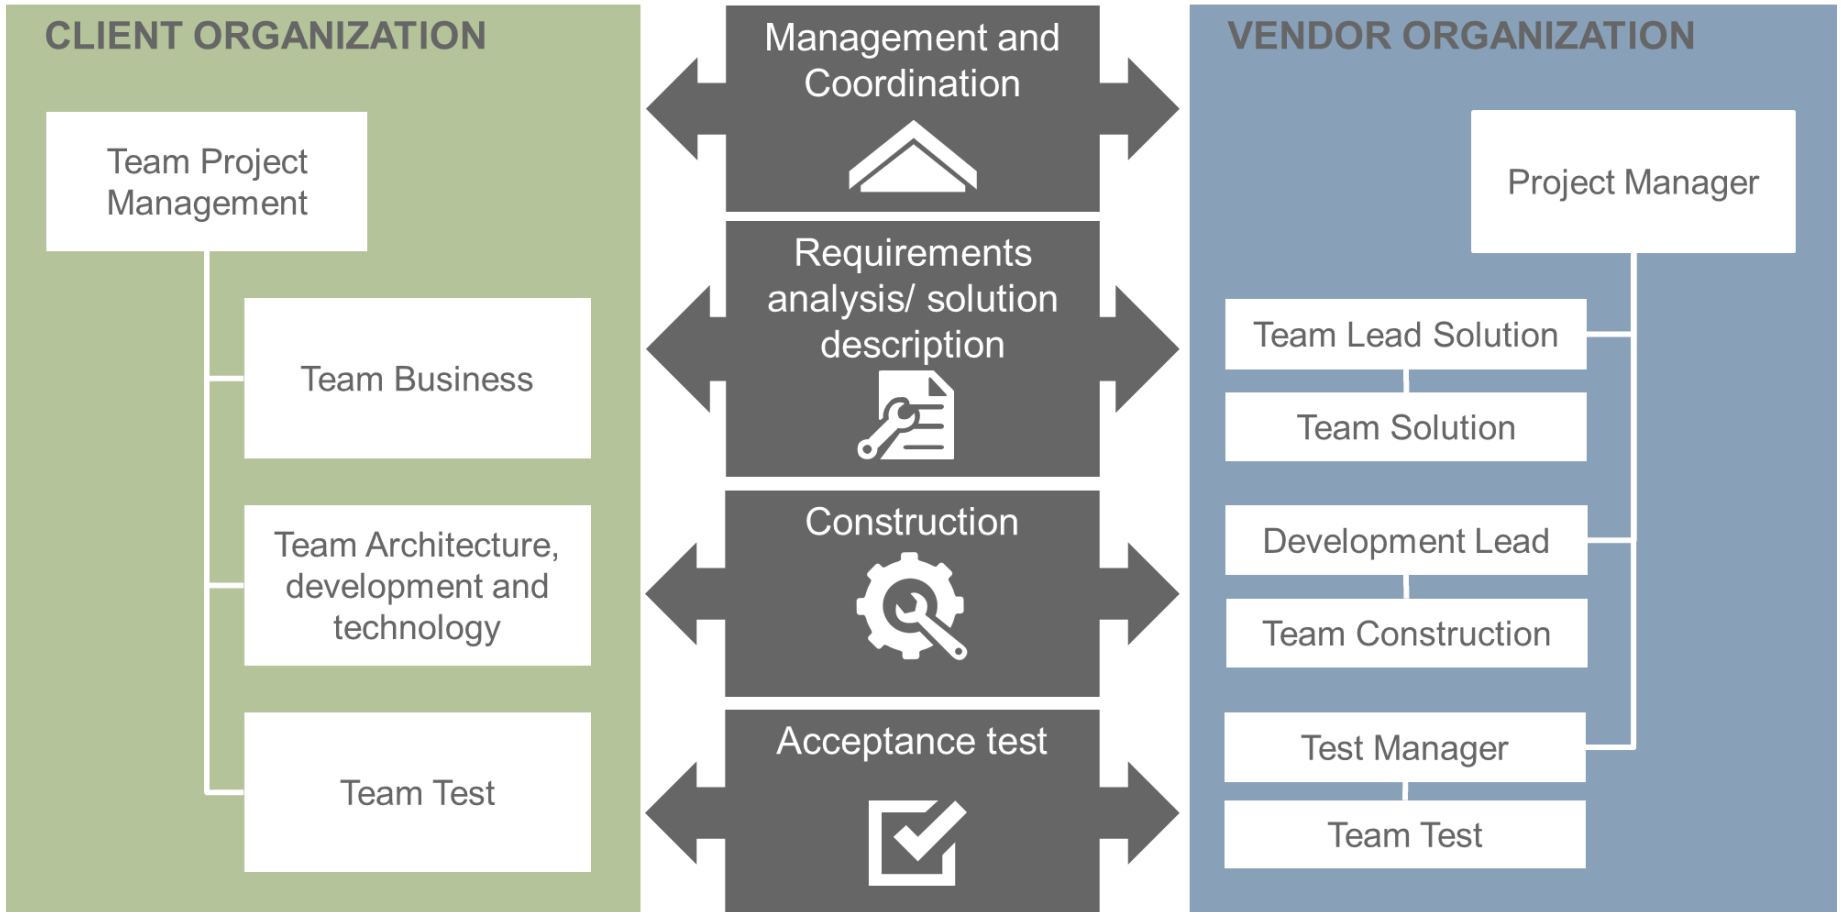 CLIENT ORGANIZATION
Team Project
Management
Team Business
Team Architecture,
development and
technology
Team Test
Management and
Coordination
Requirements
analysis/ solution
description
Construction
Acceptance test
VENDOR ORGANIZATION
Project Manager
Team Lead Solution
Team Solution
Development Lead
Team Construction
Test Manager
Team Test